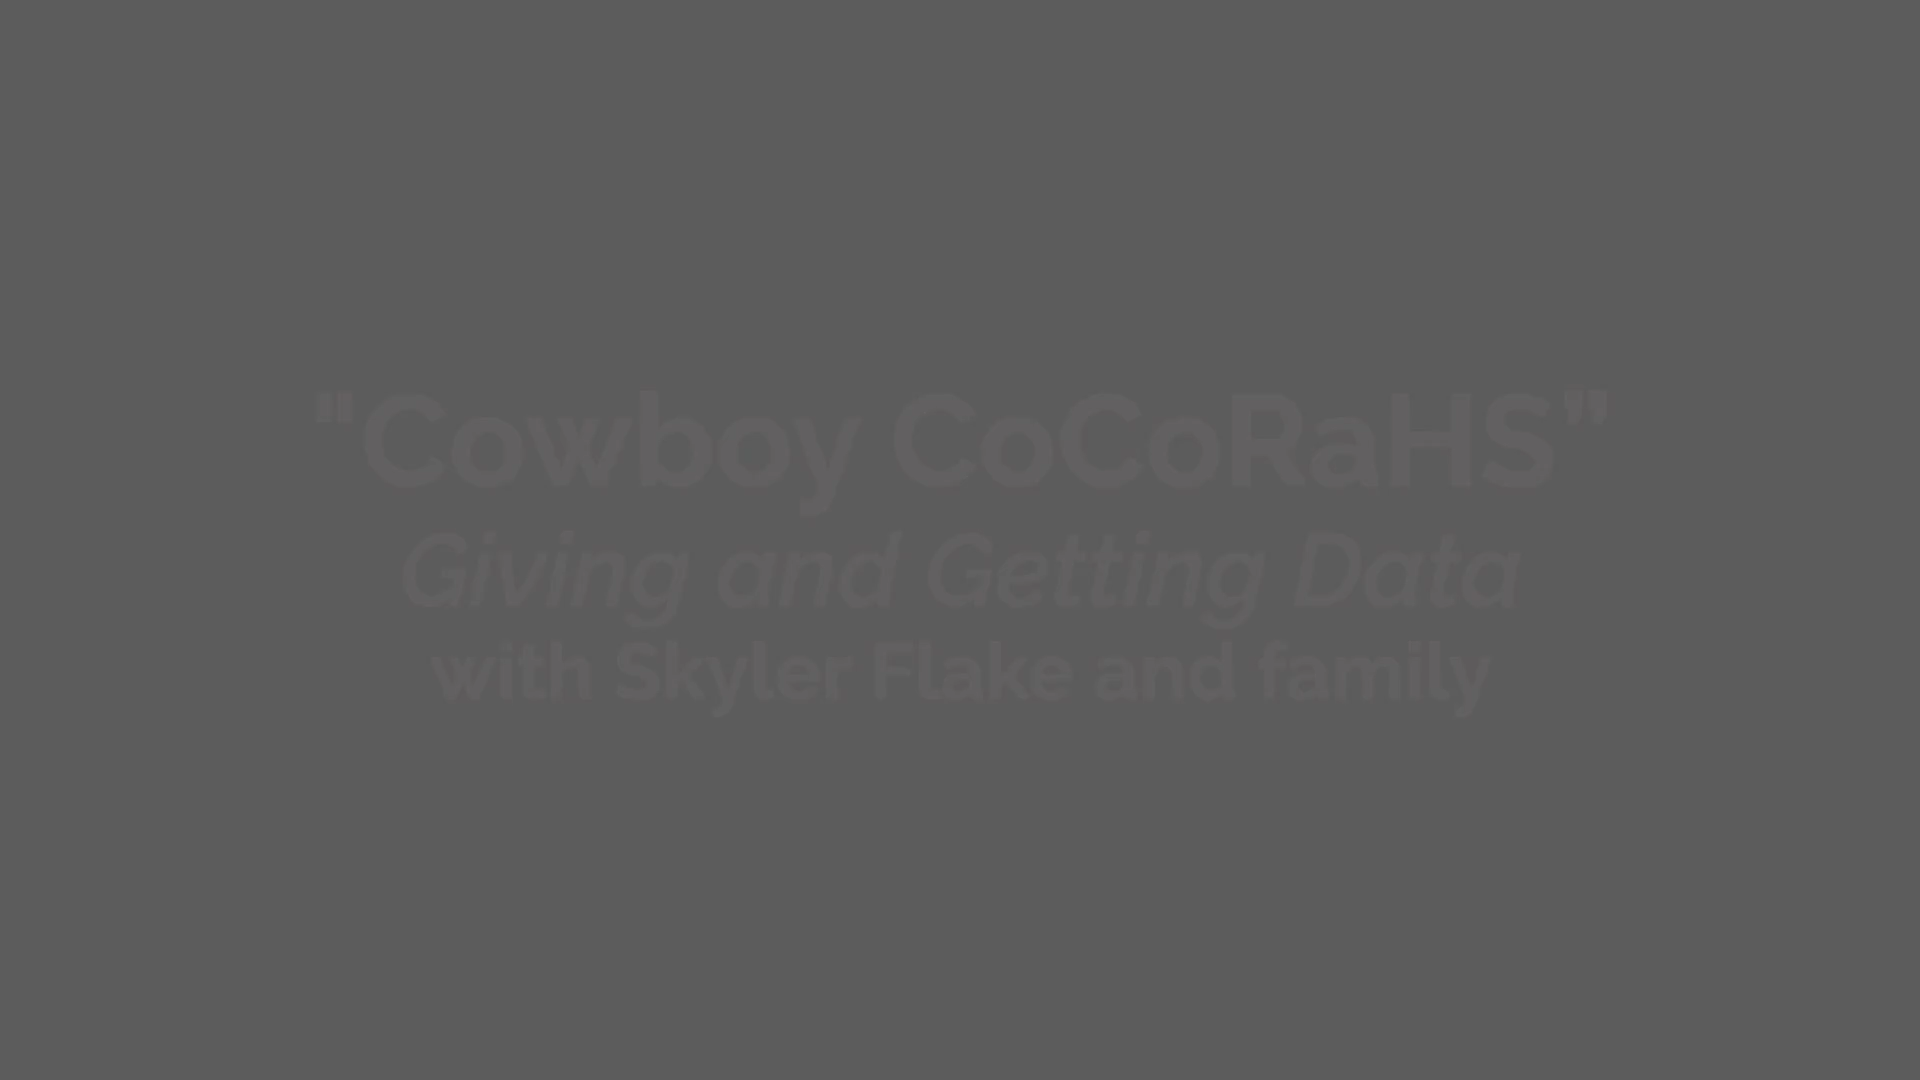 "Cowboy CoCoRaHS"
Giving and Getting Data
with Skyler Flake and family